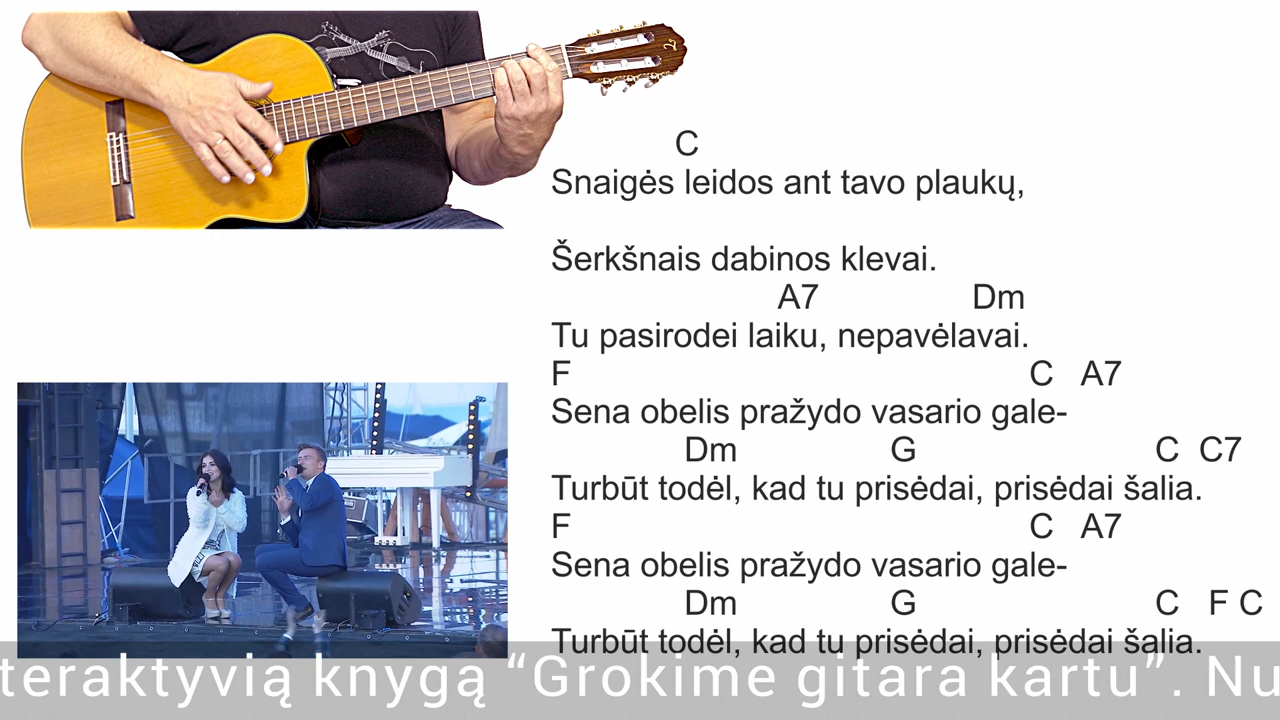 C
Snaigės leidos ant tavo plaukų,
Šerkšnais dabinos klevai.
A7 Dm
Tu pasirodei laiku, nepavėlavai.
F C A7
Sena obelis pražydo vasario gale-
Dm G C C7
Turbūt todėl, kad tu prisėdai, prisėdai šalia.
F C A7
Sena obelis pražydo vasario gale-
Dm G C F C
Turbūt todėl, kad tu prisėdai, prisėdai šalia.
teraktyvią knygą “Grokime gitara kartu”. Nu